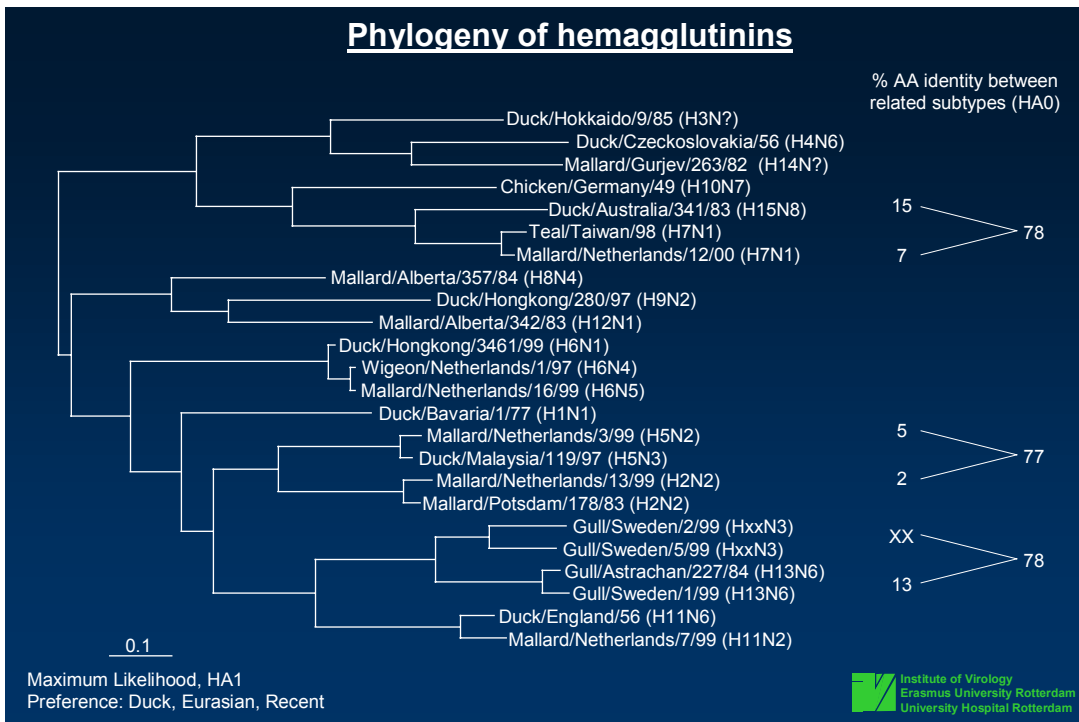 Phylogeny of hemagglutinins
% AA identity between
related subtypes (HA0)
Duck/Hokkaido/9/85 (H3N?)
Duck/Czeckoslovakia/56 (H4N6)
Mallard/Gurjev/263/82 (H14N?)
Chicken/Germany/49 (H10N7)
Duck/Australia/341/83 (H15N8)
15
Teal/Taiwan/98 (H7N1)
78
Mallard/Netherlands/12/00 (H7N1)
7
Mallard/Alberta/357/84 (H8N4)
Duck/Hongkong/280/97 (H9N2)
Mallard/Alberta/342/83 (H12N1)
Duck/Hongkong/3461/99 (H6N1)
Wigeon/Netherlands/1/97 (H6N4)
Mallard/Netherlands/16/99 (H6N5)
Duck/Bavaria/1/77 (H1N1)
Mallard/Netherlands/3/99 (H5N2)
5
Duck/Malaysia/119/97 (H5N3)
77
Mallard/Netherlands/13/99 (H2N2)
2
Mallard/Potsdam/178/83 (H2N2)
Gull/Sweden/2/99 (HxxN3)
XX
Gull/Sweden/5/99 (HxxN3)
78
Gull/Astrachan/227/84 (H13N6)
13
Gull/Sweden/1/99 (H13N6)
Duck/England/56 (H11N6)
Mallard/Netherlands/7/99 (H11N2)
0.1
Maximum Likelihood, HA1
Preference: Duck, Eurasian, Recent
Institute of Virology
Erasmus University Rotterdam
University Hospital Rotterdam